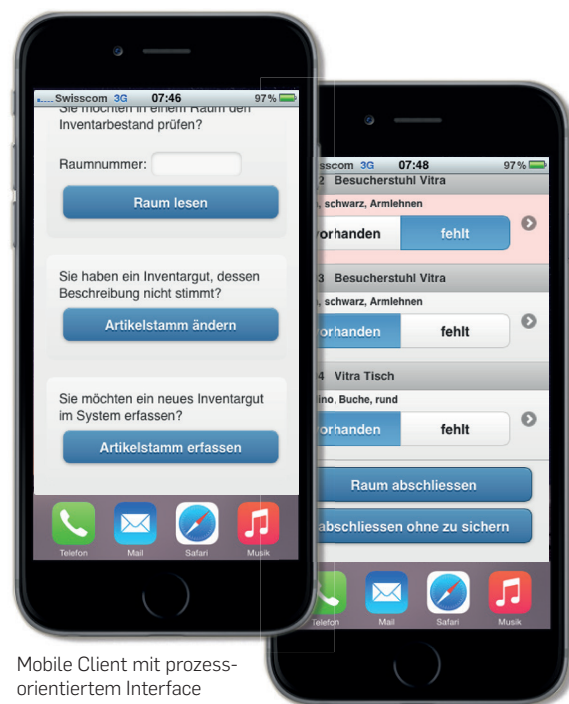 Swisscom 3G 07:46 97%
Sie möchten in einem Raum den
Inventarbestand prüfen?
Raumnummer:
Raum lesen
Sie haben ein Inventargut, dessen
Beschreibung nicht stimmt?
Artikelstamm ändern
Sie möchten ein neues Inventargut
im System erfassen?
Artikelstamm erfassen
Telefon Mail Safari Musik
sscom 3G 07:48 97%
2 Besucherstuhl Vitra
, schwarz, Armlehnen
vorhanden fehlt
3 Besucherstuhl Vitra
, schwarz, Armlehnen
vorhanden fehlt
4 Vitra Tisch
ino, Buche, rund
vorhanden fehlt
Raum abschliessen
abschliessen ohne zu sichern
Telefon Mail Safari Musik
Mobile Client mit prozess-
orientiertem Interface